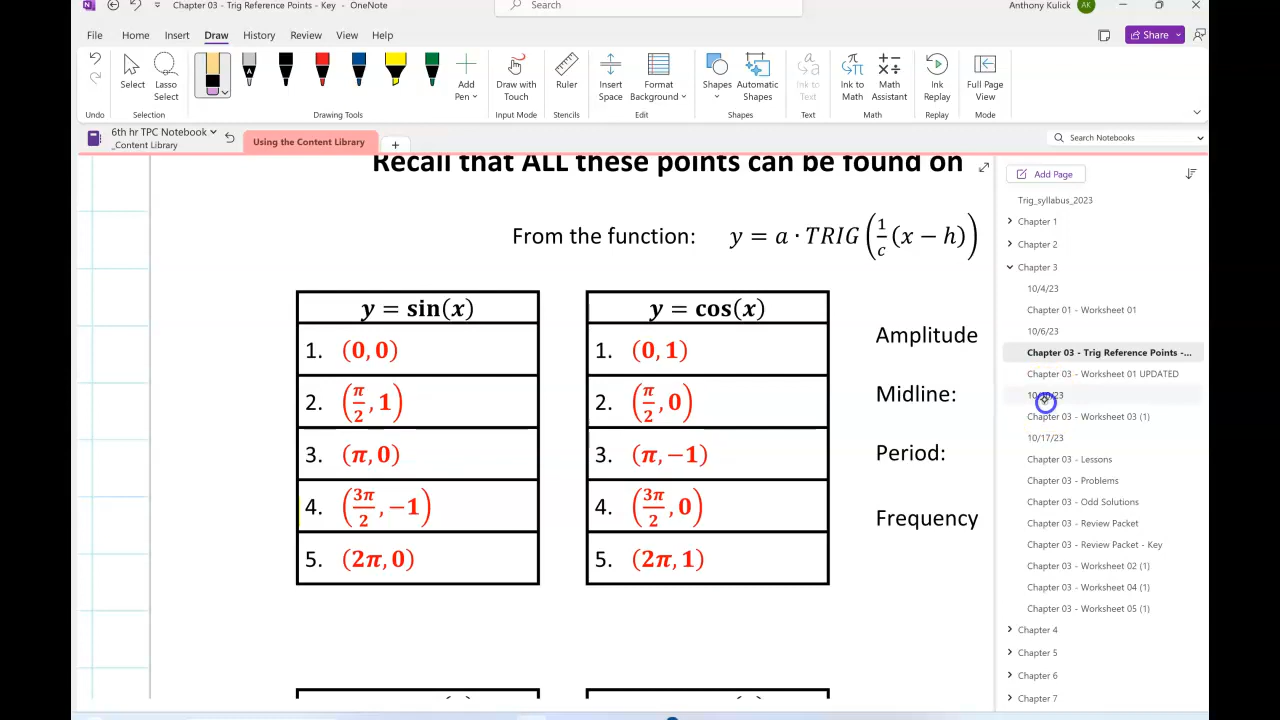 Chapter 03 - Trig Reference Points - Key - OneNote
Search
Anthony Kulick
AK
File Home Insert Draw History Review View Help
Share
Undo
Select
Lasso Select
Add Pen
Draw with Touch
Ruler
Insert Space
Format Background
Shapes
Automatic Shapes
Ink to Text
Ink to Math
Math Assistant
Ink Replay
Full Page View
Undo Selection Drawing Tools Input Mode Stencils Edit Shapes Text Math Replay Mode
6th hr TPC Notebook
_Content Library
Using the Content Library
+
Search Notebooks
Recall that ALL these points can be found on
From the function: y = a · TRIG(1/c (x − h))
y = sin(x)
1. (0, 0)
2. (π/2, 1)
3. (π, 0)
4. (3π/2, −1)
5. (2π, 0)
y = cos(x)
1. (0, 1)
2. (π/2, 0)
3. (π, −1)
4. (3π/2, 0)
5. (2π, 1)
Amplitude
Midline:
Period:
Frequency
Add Page
Trig_syllabus_2023
Chapter 1
Chapter 2
Chapter 3
10/4/23
Chapter 01 - Worksheet 01
10/6/23
Chapter 03 - Trig Reference Points -...
Chapter 03 - Worksheet 01 UPDATED
Chapter 03 - Worksheet 03 (1)
10/17/23
Chapter 03 - Lessons
Chapter 03 - Problems
Chapter 03 - Odd Solutions
Chapter 03 - Review Packet
Chapter 03 - Review Packet - Key
Chapter 03 - Worksheet 02 (1)
Chapter 03 - Worksheet 04 (1)
Chapter 03 - Worksheet 05 (1)
Chapter 4
Chapter 5
Chapter 6
Chapter 7